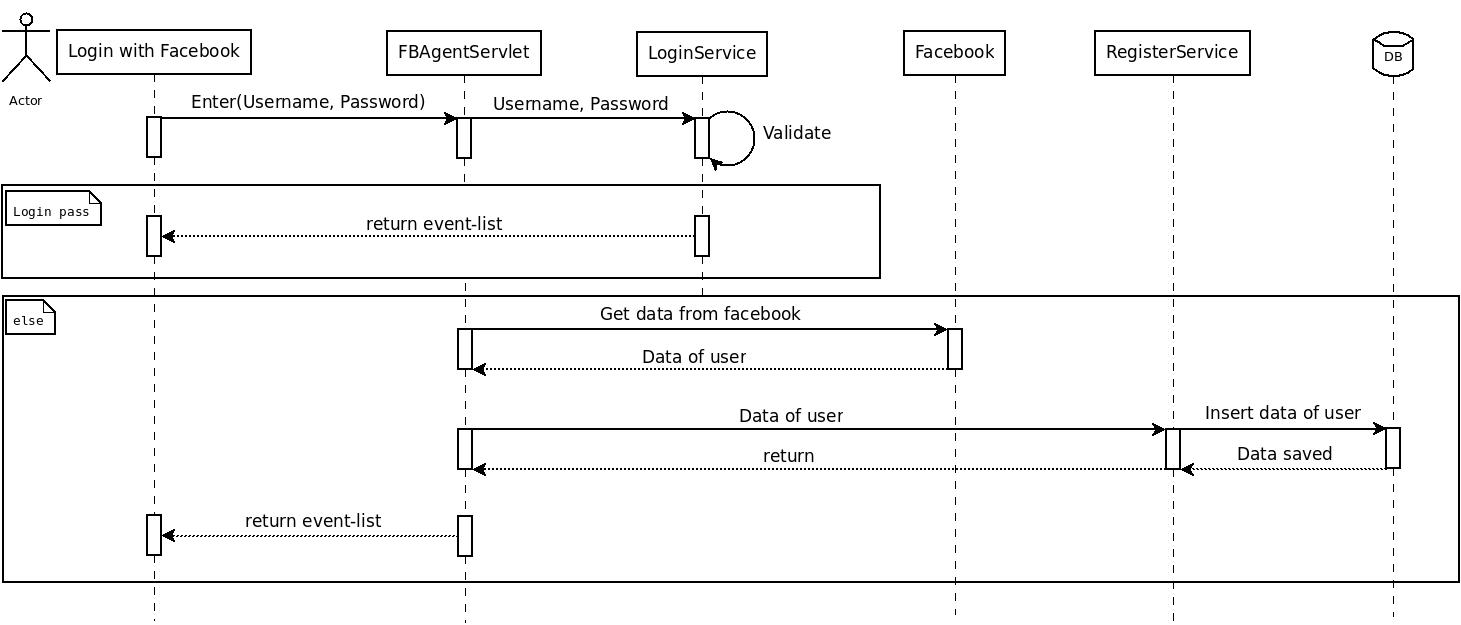 Login with Facebook
FBAgentServlet
LoginService
Facebook
RegisterService
DB
Actor
Enter(Username, Password)
Username, Password
Validate
Login pass
return event-list
else
Get data from facebook
Data of user
Data of user
Insert data of user
return
Data saved
return event-list